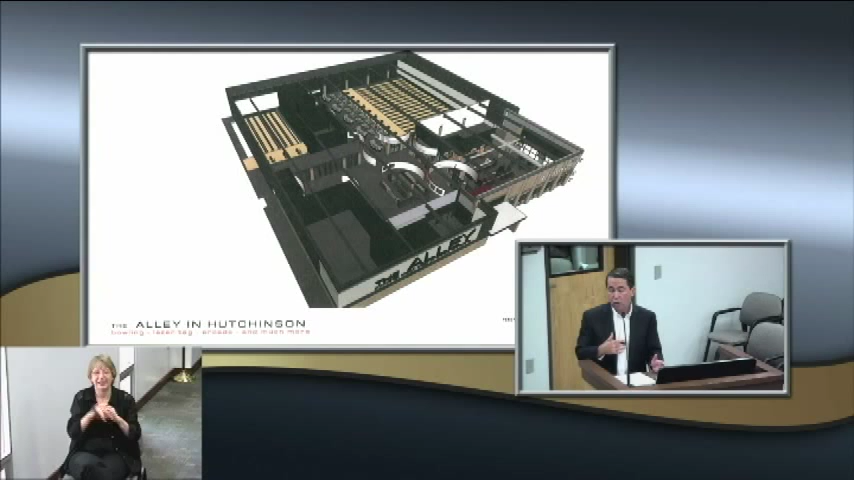 THE ALLEY
THE ALLEY IN HUTCHINSON
bowling - laser tag - arcade - and much more